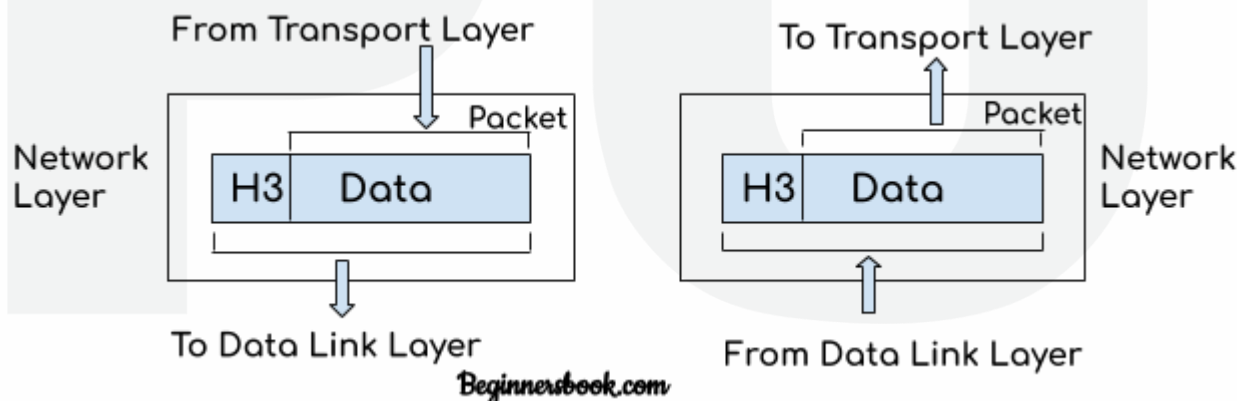 From Transport Layer
To Transport Layer
Packet
Packet
Network
Layer
H3 Data
H3 Data
Network
Layer
To Data Link Layer
From Data Link Layer
Beginnersbook.com